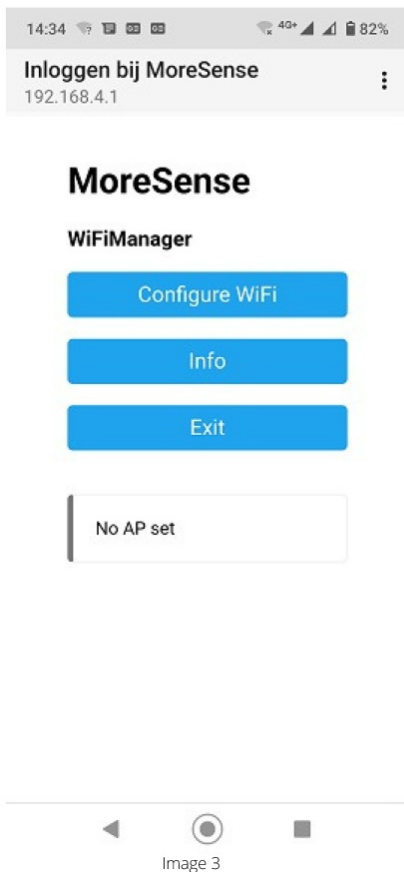 14:34 4G+ 82%
Inloggen bij MoreSense
192.168.4.1
MoreSense
WiFiManager
Configure WiFi
Info
Exit
No AP set
Image 3